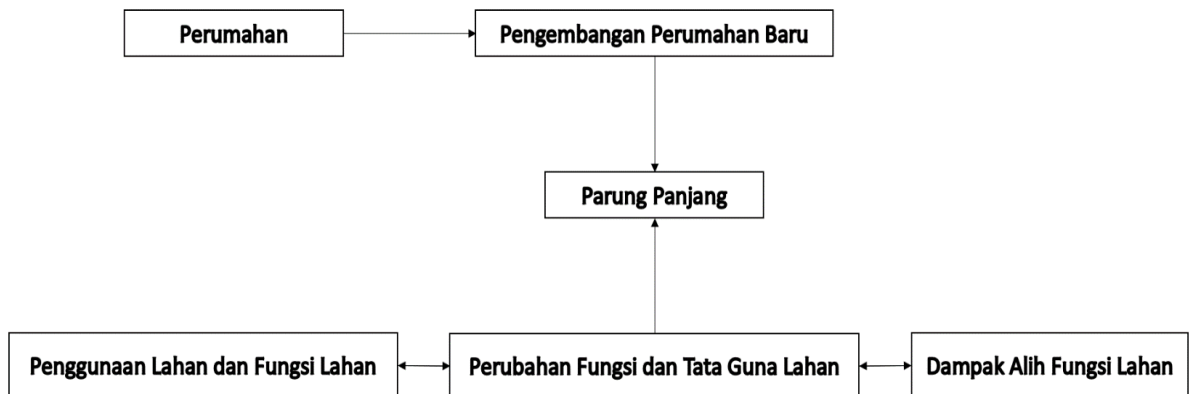 Perumahan
Pengembangan Perumahan Baru
Parung Panjang
Penggunaan Lahan dan Fungsi Lahan
Perubahan Fungsi dan Tata Guna Lahan
Dampak Alih Fungsi Lahan